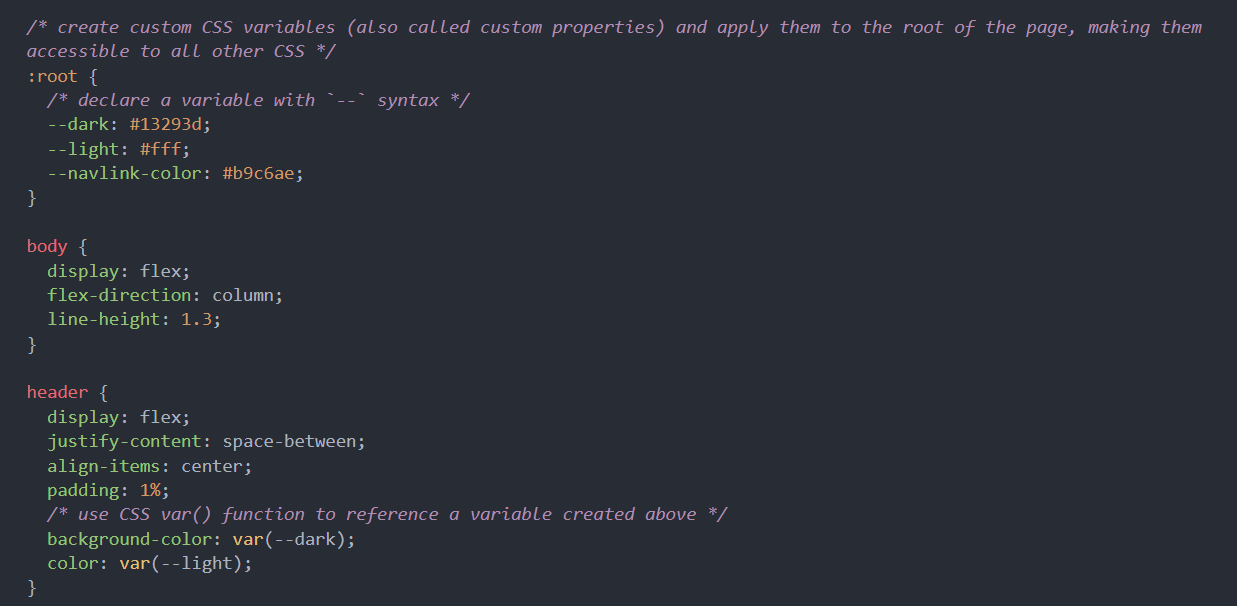 /* create custom CSS variables (also called custom properties) and apply them to the root of the page, making them
accessible to all other CSS */
:root {
  /* declare a variable with `--` syntax */
  --dark: #13293d;
  --light: #fff;
  --navlink-color: #b9c6ae;
}

body {
  display: flex;
  flex-direction: column;
  line-height: 1.3;
}

header {
  display: flex;
  justify-content: space-between;
  align-items: center;
  padding: 1%;
  /* use CSS var() function to reference a variable created above */
  background-color: var(--dark);
  color: var(--light);
}